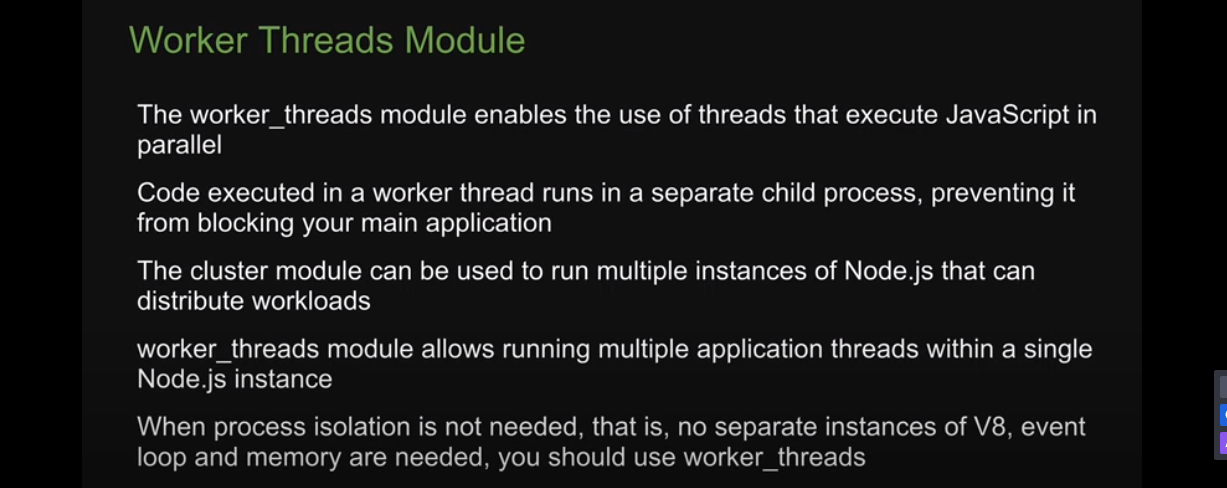 Worker Threads Module
The worker_threads module enables the use of threads that execute JavaScript in
parallel
Code executed in a worker thread runs in a separate child process, preventing it
from blocking your main application
The cluster module can be used to run multiple instances of Node.js that can
distribute workloads
worker_threads module allows running multiple application threads within a single
Node.js instance
When process isolation is not needed, that is, no separate instances of V8, event
loop and memory are needed, you should use worker_threads